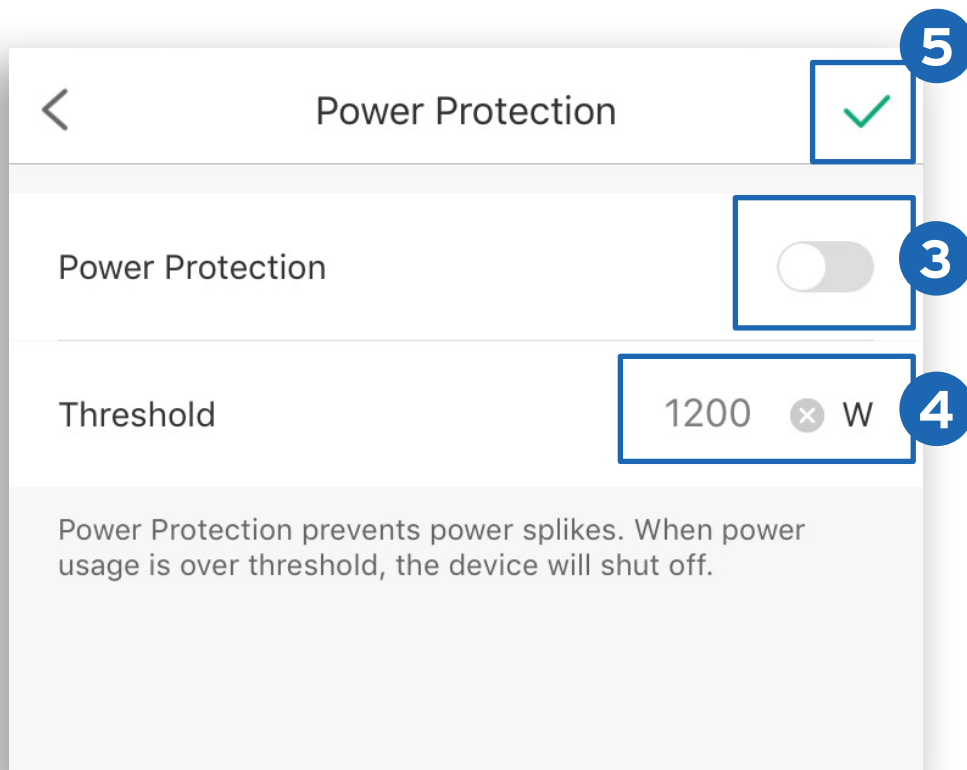 5
Power Protection
Power Protection
3
Threshold
1200 W
4
Power Protection prevents power splikes. When power
usage is over threshold, the device will shut off.